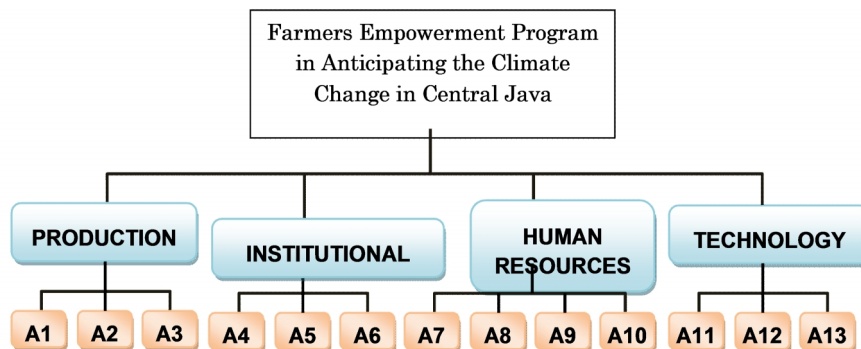 Farmers Empowerment Program
in Anticipating the Climate
Change in Central Java
PRODUCTION
INSTITUTIONAL
HUMAN
RESOURCES
TECHNOLOGY
A1
A2
A3
A4
A5
A6
A7
A8
A9
A10
A11
A12
A13